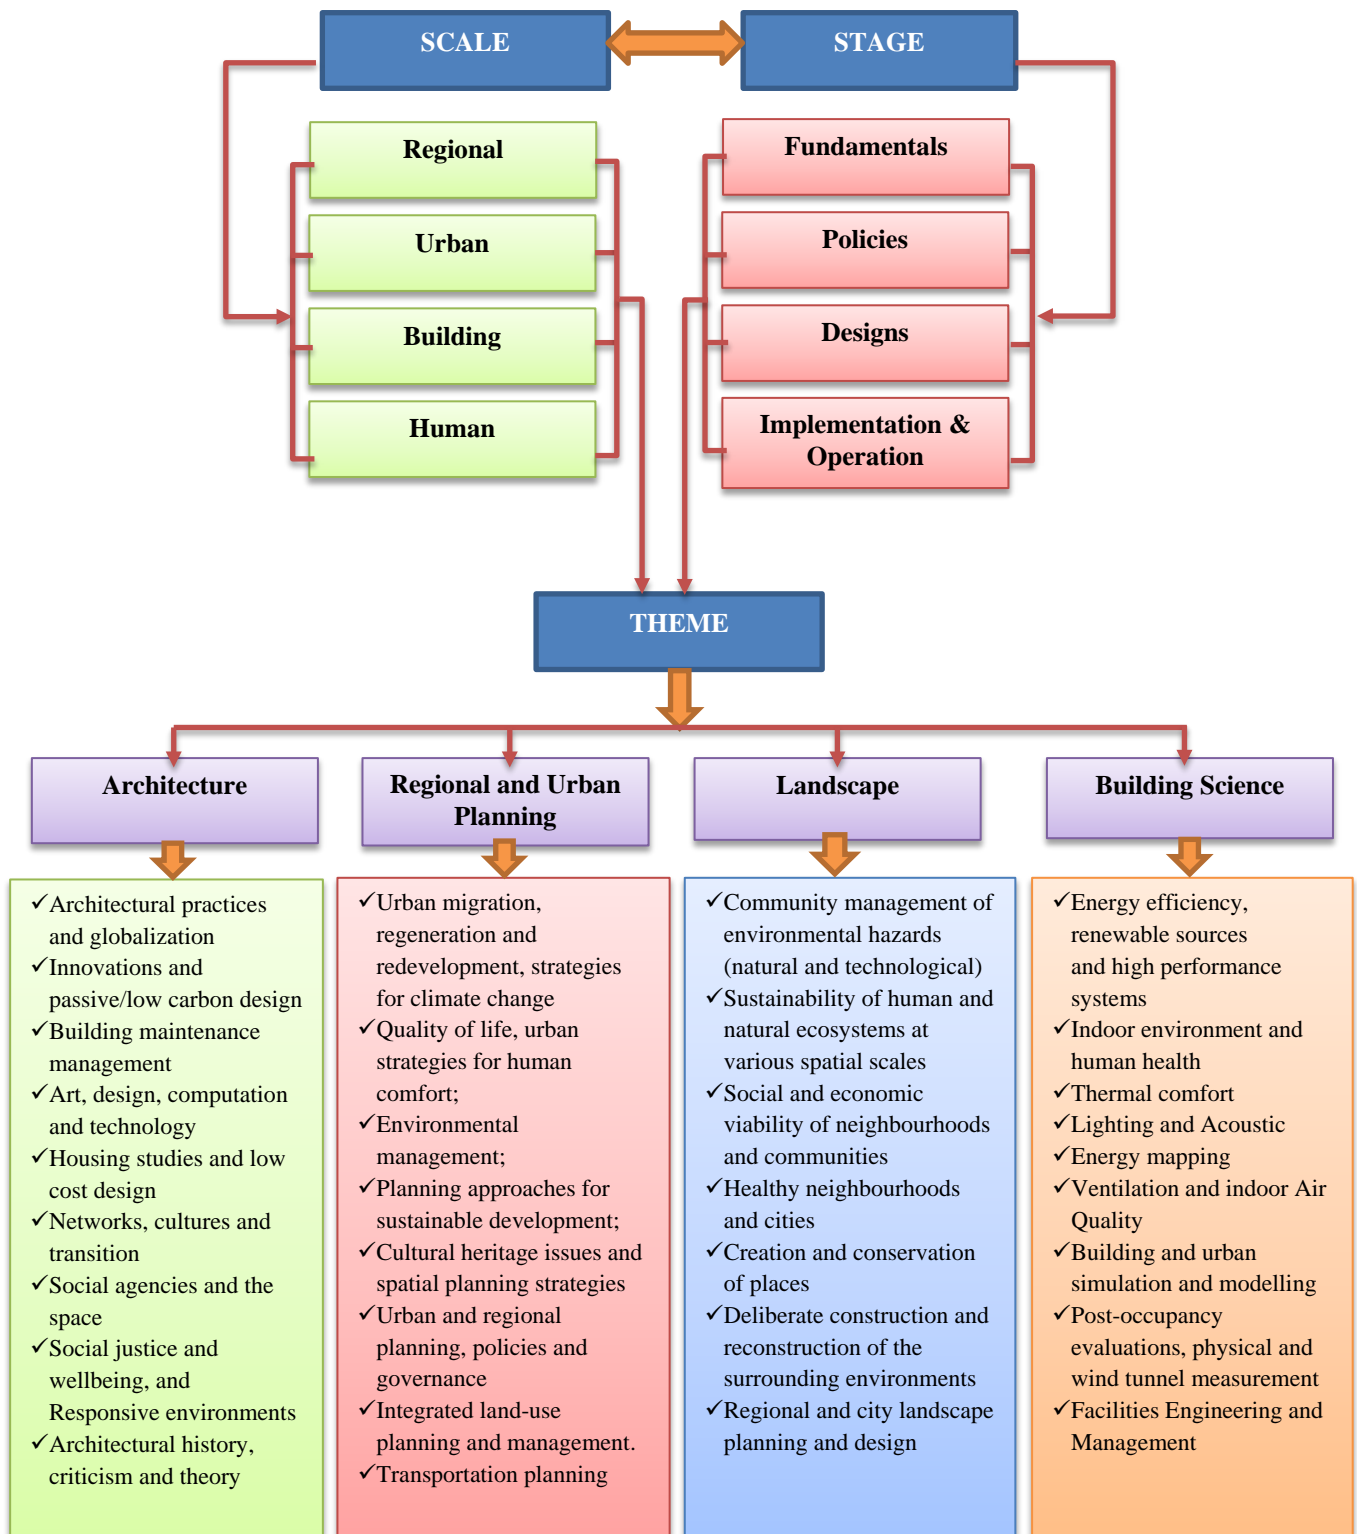 SCALE
STAGE
Regional
Urban
Building
Human
Fundamentals
Policies
Designs
Implementation &
Operation
THEME
Architecture
✓Architectural practices
and globalization
✓Innovations and
passive/low carbon design
✓Building maintenance
management
✓Art, design, computation
and technology
✓Housing studies and low
cost design
✓Networks, cultures and
transition
✓Social agencies and the
space
✓Social justice and
wellbeing, and
Responsive environments
✓Architectural history,
criticism and theory
Regional and Urban
Planning
✓Urban migration,
regeneration and
redevelopment, strategies
for climate change
✓Quality of life, urban
strategies for human
comfort;
✓Environmental
management;
✓Planning approaches for
sustainable development;
✓Cultural heritage issues and
spatial planning strategies
✓Urban and regional
planning, policies and
governance
✓Integrated land-use
planning and management.
✓Transportation planning
Landscape
✓Community management of
environmental hazards
(natural and technological)
✓Sustainability of human and
natural ecosystems at
various spatial scales
✓Social and economic
viability of neighbourhoods
and communities
✓Healthy neighbourhoods
and cities
✓Creation and conservation
of places
✓Deliberate construction and
reconstruction of the
surrounding environments
✓Regional and city landscape
planning and design
Building Science
✓Energy efficiency,
renewable sources
and high performance
systems
✓Indoor environment and
human health
✓Thermal comfort
✓Lighting and Acoustic
✓Energy mapping
✓Ventilation and indoor Air
Quality
✓Building and urban
simulation and modelling
✓Post-occupancy
evaluations, physical and
wind tunnel measurement
✓Facilities Engineering and
Management